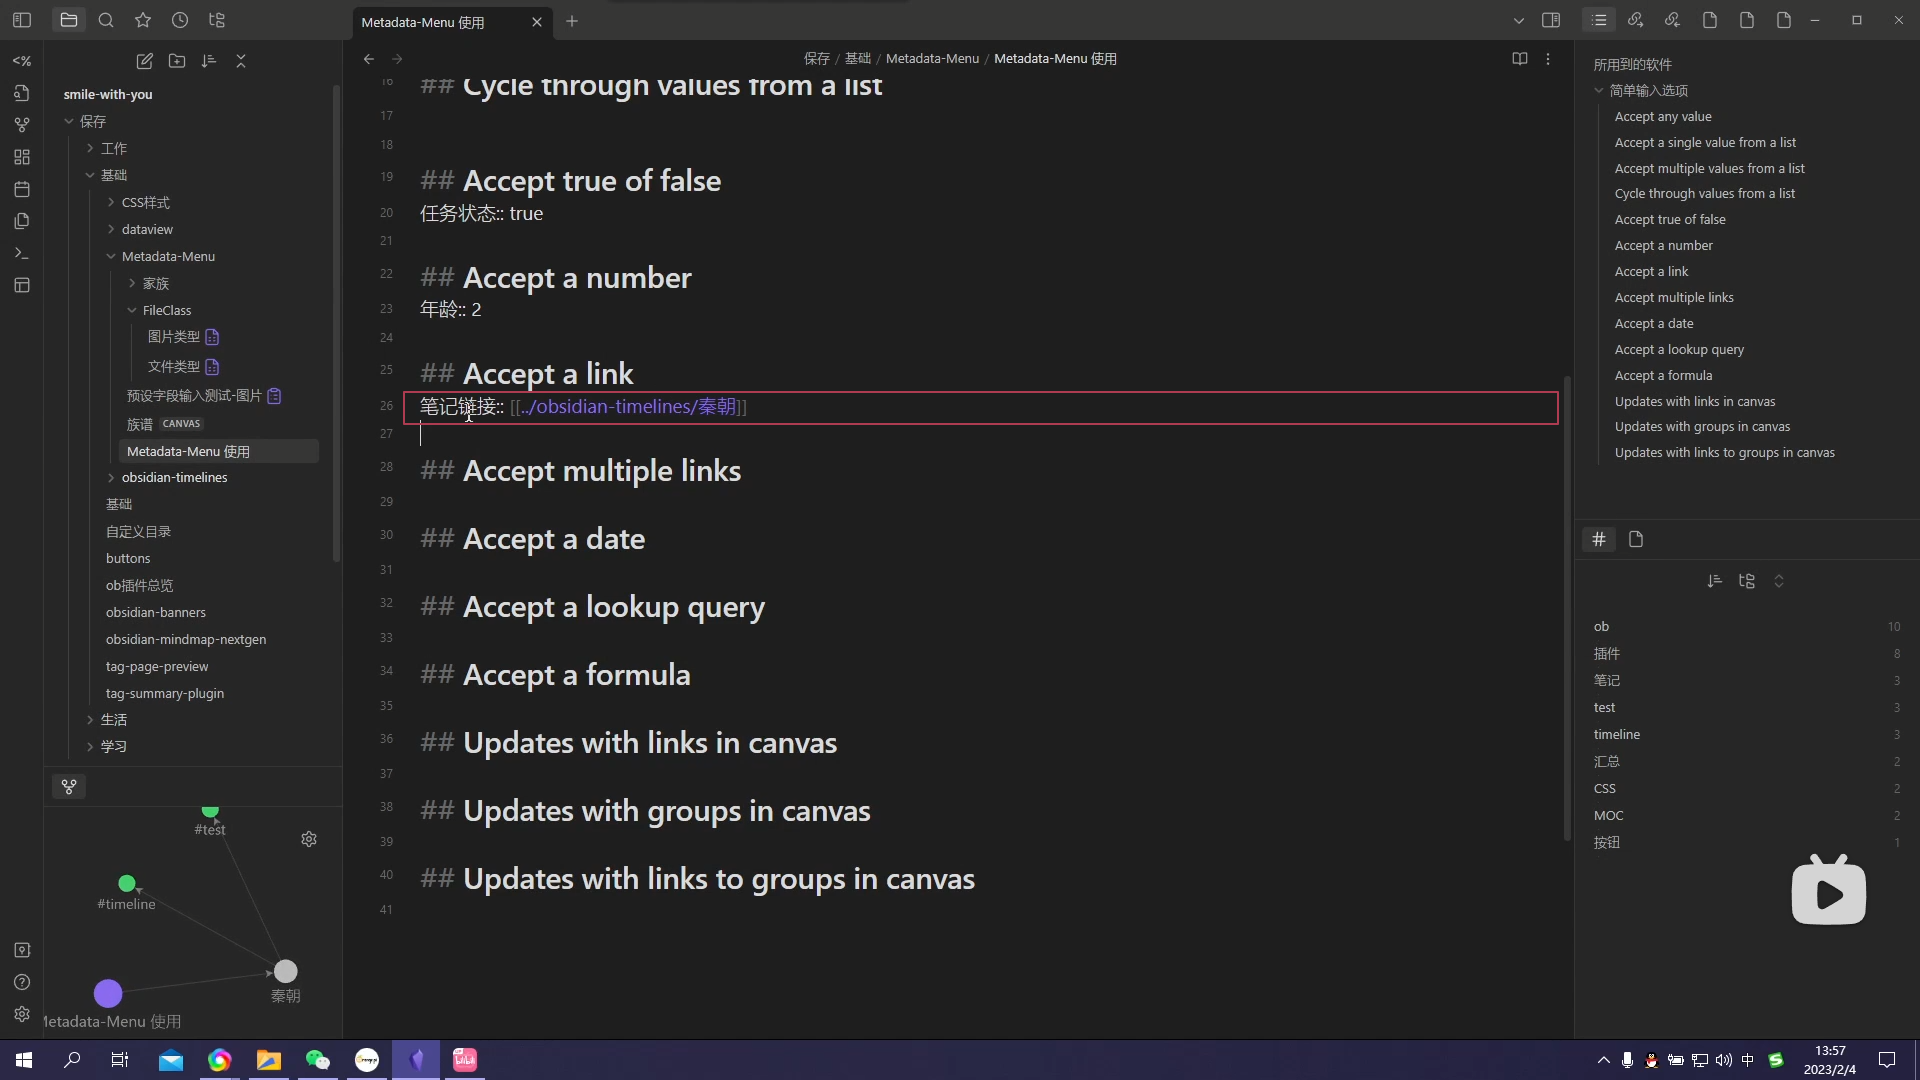 Metadata-Menu 使用
保存 / 基础 / Metadata-Menu / Metadata-Menu 使用
smile-with-you
保存
工作
基础
CSS样式
dataview
Metadata-Menu
家族
FileClass
图片类型
文件类型
预设字段输入测试-图片
族谱 CANVAS
Metadata-Menu 使用
obsidian-timelines
基础
自定义目录
buttons
ob插件总览
obsidian-banners
obsidian-mindmap-nextgen
tag-page-preview
tag-summary-plugin
生活
学习
#test
#timeline
秦朝
Metadata-Menu 使用
16 ## Cycle through values from a list
17
18
19 ## Accept true of false
20 任务状态:: true
21
22 ## Accept a number
23 年龄:: 2
24
25 ## Accept a link
26 笔记链接:: [[../obsidian-timelines/秦朝]]
27
28 ## Accept multiple links
29
30 ## Accept a date
31
32 ## Accept a lookup query
33
34 ## Accept a formula
35
36 ## Updates with links in canvas
37
38 ## Updates with groups in canvas
39
40 ## Updates with links to groups in canvas
41
所用到的软件
简单输入选项
Accept any value
Accept a single value from a list
Accept multiple values from a list
Cycle through values from a list
Accept true of false
Accept a number
Accept a link
Accept multiple links
Accept a date
Accept a lookup query
Accept a formula
Updates with links in canvas
Updates with groups in canvas
Updates with links to groups in canvas
ob 10
插件 8
笔记 3
test 3
timeline 3
汇总 2
CSS 2
MOC 2
按钮 1
中
13:57
2023/2/4